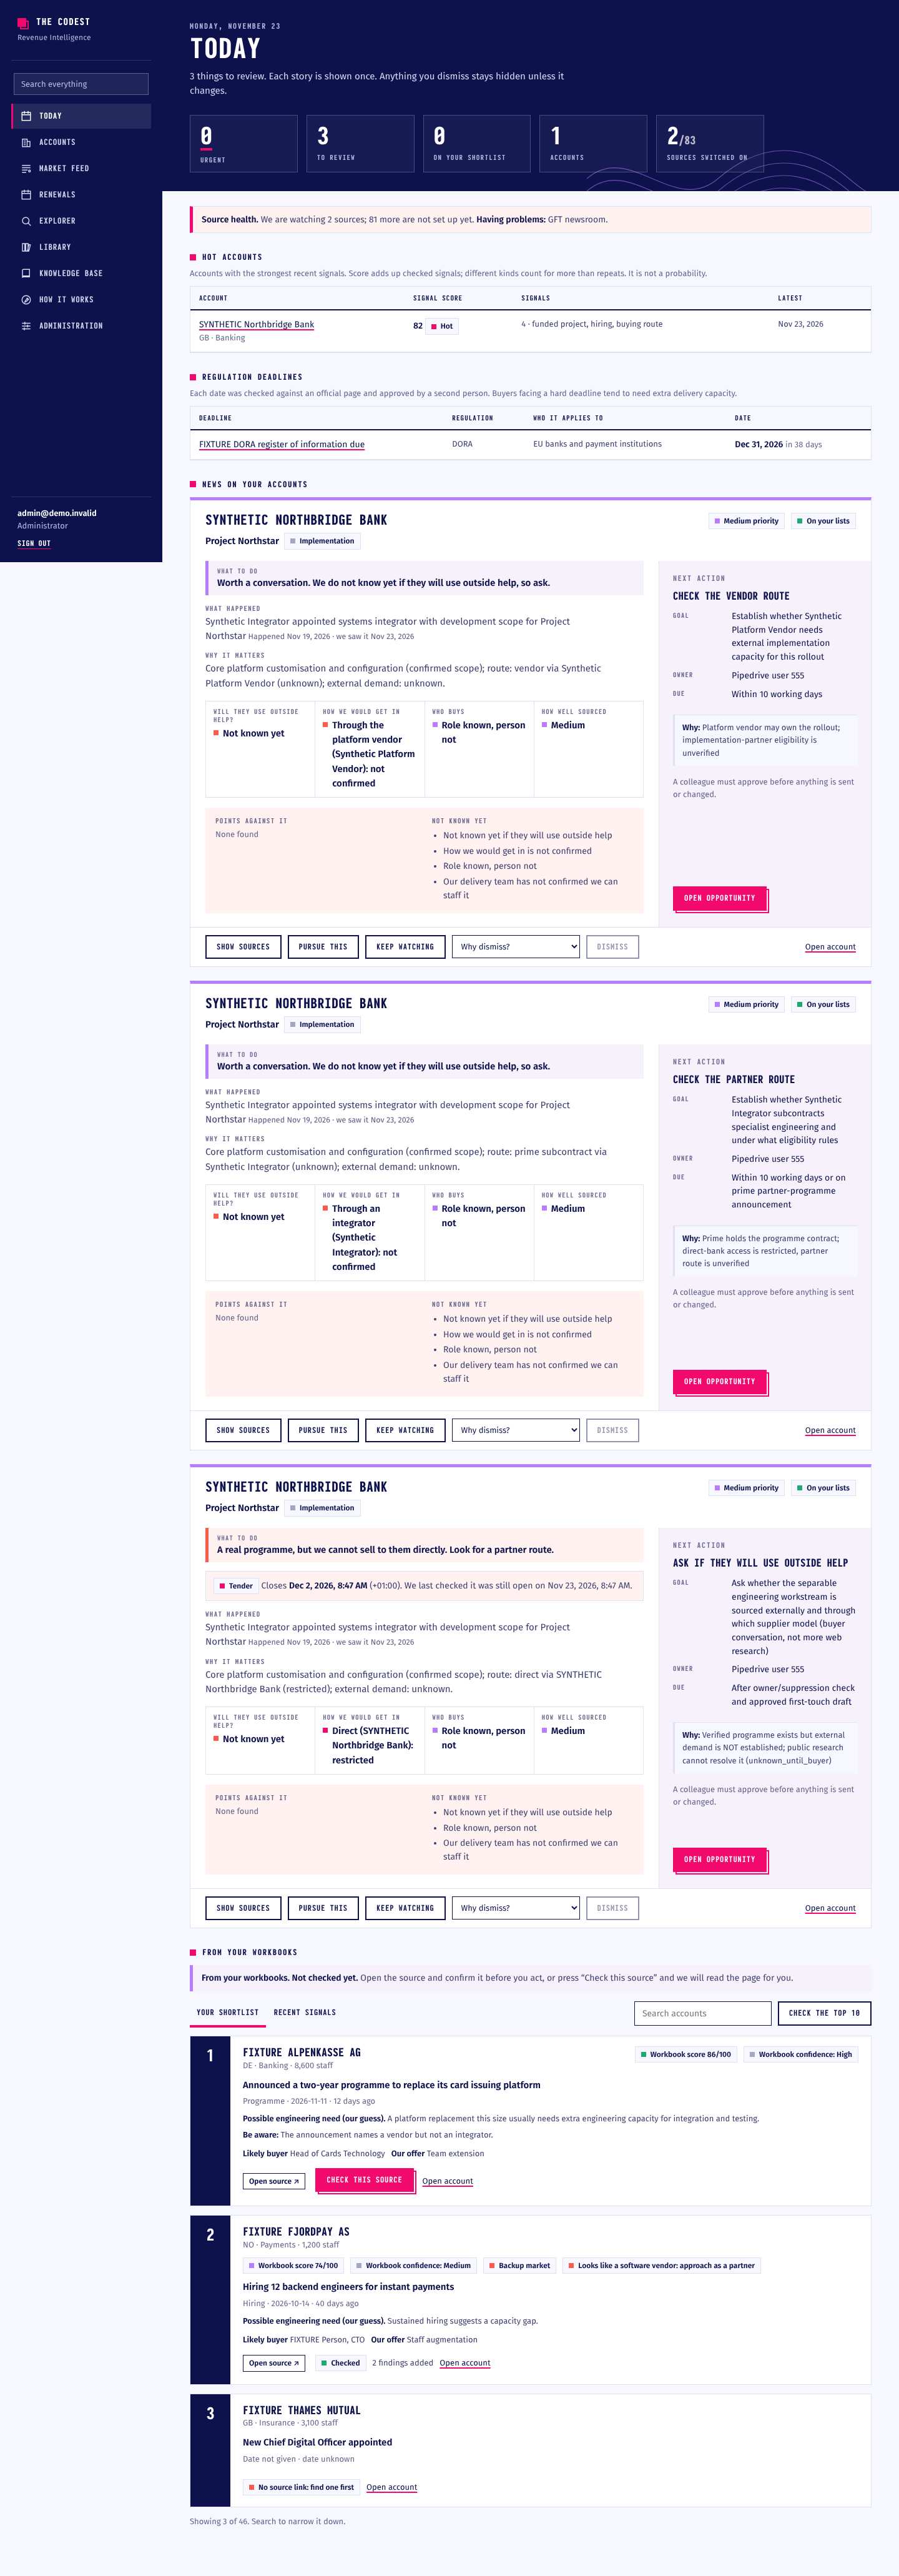 THE CODEST
Revenue Intelligence
Search everything
TODAY
ACCOUNTS
MARKET FEED
RENEWALS
EXPLORER
LIBRARY
KNOWLEDGE BASE
HOW IT WORKS
ADMINISTRATION
admin@demo.invalid
Administrator
SIGN OUT
MONDAY, NOVEMBER 23
TODAY
3 things to review. Each story is shown once. Anything you dismiss stays hidden unless it
changes.
0
URGENT
3
TO REVIEW
0
ON YOUR SHORTLIST
1
ACCOUNTS
2/83
SOURCES SWITCHED ON
Source health. We are watching 2 sources; 81 more are not set up yet. Having problems: GFT newsroom.
HOT ACCOUNTS
Accounts with the strongest recent signals. Score adds up checked signals; different kinds count for more than repeats. It is not a probability.
ACCOUNT SIGNAL SCORE SIGNALS LATEST
SYNTHETIC Northbridge Bank 82 Hot 4 · funded project, hiring, buying route Nov 23, 2026
GB · Banking
REGULATION DEADLINES
Each date was checked against an official page and approved by a second person. Buyers facing a hard deadline tend to need extra delivery capacity.
DEADLINE REGULATION WHO IT APPLIES TO DATE
FIXTURE DORA register of information due DORA EU banks and payment institutions Dec 31, 2026 in 38 days
NEWS ON YOUR ACCOUNTS
SYNTHETIC NORTHBRIDGE BANK
Medium priority On your lists
Project Northstar Implementation
WHAT TO DO
Worth a conversation. We do not know yet if they will use outside help, so ask.
WHAT HAPPENED
Synthetic Integrator appointed systems integrator with development scope for Project
Northstar Happened Nov 19, 2026 · we saw it Nov 23, 2026
WHY IT MATTERS
Core platform customisation and configuration (confirmed scope); route: vendor via Synthetic
Platform Vendor (unknown); external demand: unknown.
WILL THEY USE OUTSIDE
HELP?
Not known yet
HOW WE WOULD GET IN
Through the
platform vendor
(Synthetic Platform
Vendor): not
confirmed
WHO BUYS
Role known, person
not
HOW WELL SOURCED
Medium
POINTS AGAINST IT
None found
NOT KNOWN YET
• Not known yet if they will use outside help
• How we would get in is not confirmed
• Role known, person not
• Our delivery team has not confirmed we can
staff it
NEXT ACTION
CHECK THE VENDOR ROUTE
GOAL
Establish whether Synthetic
Platform Vendor needs
external implementation
capacity for this rollout
OWNER
Pipedrive user 555
DUE
Within 10 working days
Why: Platform vendor may own the rollout;
implementation-partner eligibility is
unverified
A colleague must approve before anything is sent
or changed.
OPEN OPPORTUNITY
SHOW SOURCES PURSUE THIS KEEP WATCHING Why dismiss? DISMISS Open account
SYNTHETIC NORTHBRIDGE BANK
Medium priority On your lists
Project Northstar Implementation
WHAT TO DO
Worth a conversation. We do not know yet if they will use outside help, so ask.
WHAT HAPPENED
Synthetic Integrator appointed systems integrator with development scope for Project
Northstar Happened Nov 19, 2026 · we saw it Nov 23, 2026
WHY IT MATTERS
Core platform customisation and configuration (confirmed scope); route: prime subcontract via
Synthetic Integrator (unknown); external demand: unknown.
WILL THEY USE OUTSIDE
HELP?
Not known yet
HOW WE WOULD GET IN
Through an
integrator
(Synthetic
Integrator): not
confirmed
WHO BUYS
Role known, person
not
HOW WELL SOURCED
Medium
POINTS AGAINST IT
None found
NOT KNOWN YET
• Not known yet if they will use outside help
• How we would get in is not confirmed
• Role known, person not
• Our delivery team has not confirmed we can
staff it
NEXT ACTION
CHECK THE PARTNER ROUTE
GOAL
Establish whether Synthetic
Integrator subcontracts
specialist engineering and
under what eligibility rules
OWNER
Pipedrive user 555
DUE
Within 10 working days or on
prime partner-programme
announcement
Why: Prime holds the programme contract;
direct-bank access is restricted, partner
route is unverified
A colleague must approve before anything is sent
or changed.
OPEN OPPORTUNITY
SHOW SOURCES PURSUE THIS KEEP WATCHING Why dismiss? DISMISS Open account
SYNTHETIC NORTHBRIDGE BANK
Medium priority On your lists
Project Northstar Implementation
WHAT TO DO
A real programme, but we cannot sell to them directly. Look for a partner route.
Tender Closes Dec 2, 2026, 8:47 AM (+01:00). We last checked it was still open on Nov 23, 2026, 8:47 AM.
WHAT HAPPENED
Synthetic Integrator appointed systems integrator with development scope for Project
Northstar Happened Nov 19, 2026 · we saw it Nov 23, 2026
WHY IT MATTERS
Core platform customisation and configuration (confirmed scope); route: direct via SYNTHETIC
Northbridge Bank (restricted); external demand: unknown.
WILL THEY USE OUTSIDE
HELP?
Not known yet
HOW WE WOULD GET IN
Direct (SYNTHETIC
Northbridge Bank):
restricted
WHO BUYS
Role known, person
not
HOW WELL SOURCED
Medium
POINTS AGAINST IT
None found
NOT KNOWN YET
• Not known yet if they will use outside help
• Role known, person not
• Our delivery team has not confirmed we can
staff it
NEXT ACTION
ASK IF THEY WILL USE OUTSIDE HELP
GOAL
Ask whether the separable
engineering workstream is
sourced externally and through
which supplier model (buyer
conversation, not more web
research)
OWNER
Pipedrive user 555
DUE
After owner/suppression check
and approved first-touch draft
Why: Verified programme exists but external
demand is NOT established; public research
cannot resolve it (unknown_until_buyer)
A colleague must approve before anything is sent
or changed.
OPEN OPPORTUNITY
SHOW SOURCES PURSUE THIS KEEP WATCHING Why dismiss? DISMISS Open account
FROM YOUR WORKBOOKS
From your workbooks. Not checked yet. Open the source and confirm it before you act, or press “Check this source” and we will read the page for you.
YOUR SHORTLIST RECENT SIGNALS Search accounts CHECK THE TOP 10
1
FIXTURE ALPENKASSE AG
Workbook score 86/100 Workbook confidence: High
DE · Banking · 8,600 staff
Announced a two-year programme to replace its card issuing platform
Programme · 2026-11-11 · 12 days ago
Possible engineering need (our guess). A platform replacement this size usually needs extra engineering capacity for integration and testing.
Be aware: The announcement names a vendor but not an integrator.
Likely buyer Head of Cards Technology Our offer Team extension
Open source ↗ CHECK THIS SOURCE Open account
2
FIXTURE FJORDPAY AS
NO · Payments · 1,200 staff
Workbook score 74/100 Workbook confidence: Medium Backup market Looks like a software vendor: approach as a partner
Hiring 12 backend engineers for instant payments
Hiring · 2026-10-14 · 40 days ago
Possible engineering need (our guess). Sustained hiring suggests a capacity gap.
Likely buyer FIXTURE Person, CTO Our offer Staff augmentation
Open source ↗ Checked 2 findings added Open account
3
FIXTURE THAMES MUTUAL
GB · Insurance · 3,100 staff
New Chief Digital Officer appointed
Date not given · date unknown
No source link: find one first Open account
Showing 3 of 46. Search to narrow it down.